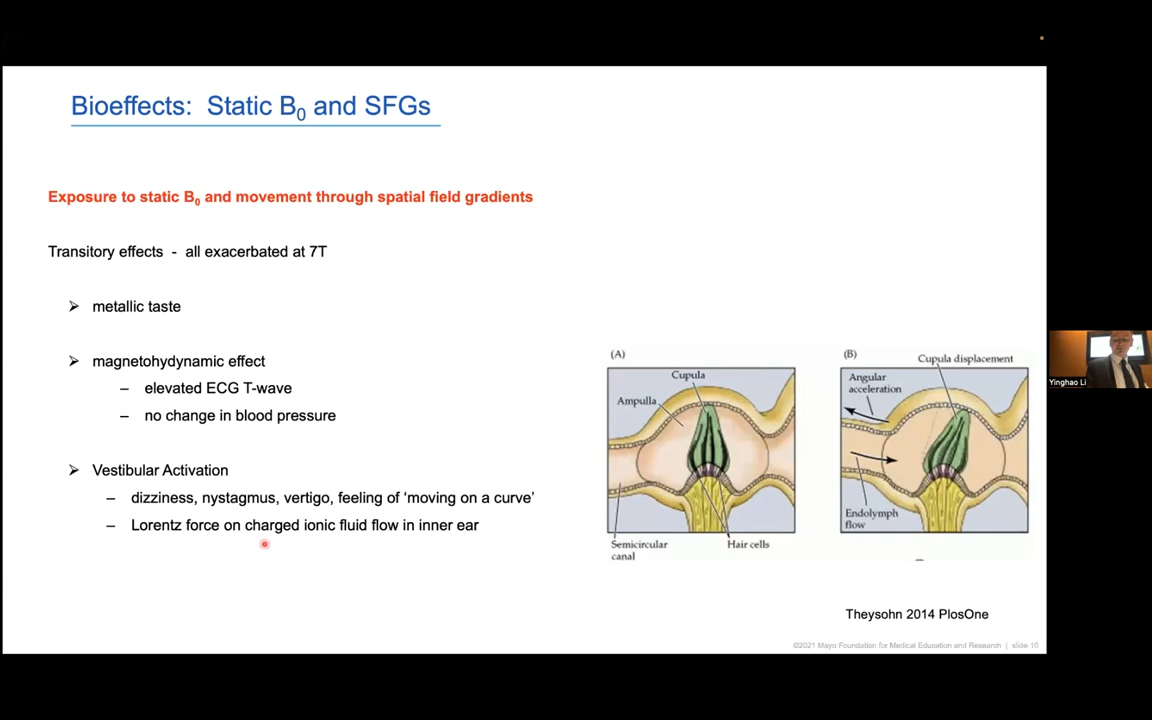 Bioeffects: Static B0 and SFGs
Exposure to static B0 and movement through spatial field gradients
Transitory effects - all exacerbated at 7T
➢ metallic taste
➢ magnetohydynamic effect
– elevated ECG T-wave
– no change in blood pressure
➢ Vestibular Activation
– dizziness, nystagmus, vertigo, feeling of ‘moving on a curve’
– Lorentz force on charged ionic fluid flow in inner ear
(A)
Cupula
Ampulla
Semicircular
canal
Hair cells
(B)
Cupula displacement
Angular
acceleration
Endolymph
flow
Theysohn 2014 PlosOne
©2021 Mayo Foundation for Medical Education and Research | slide-10
Yinghao Li